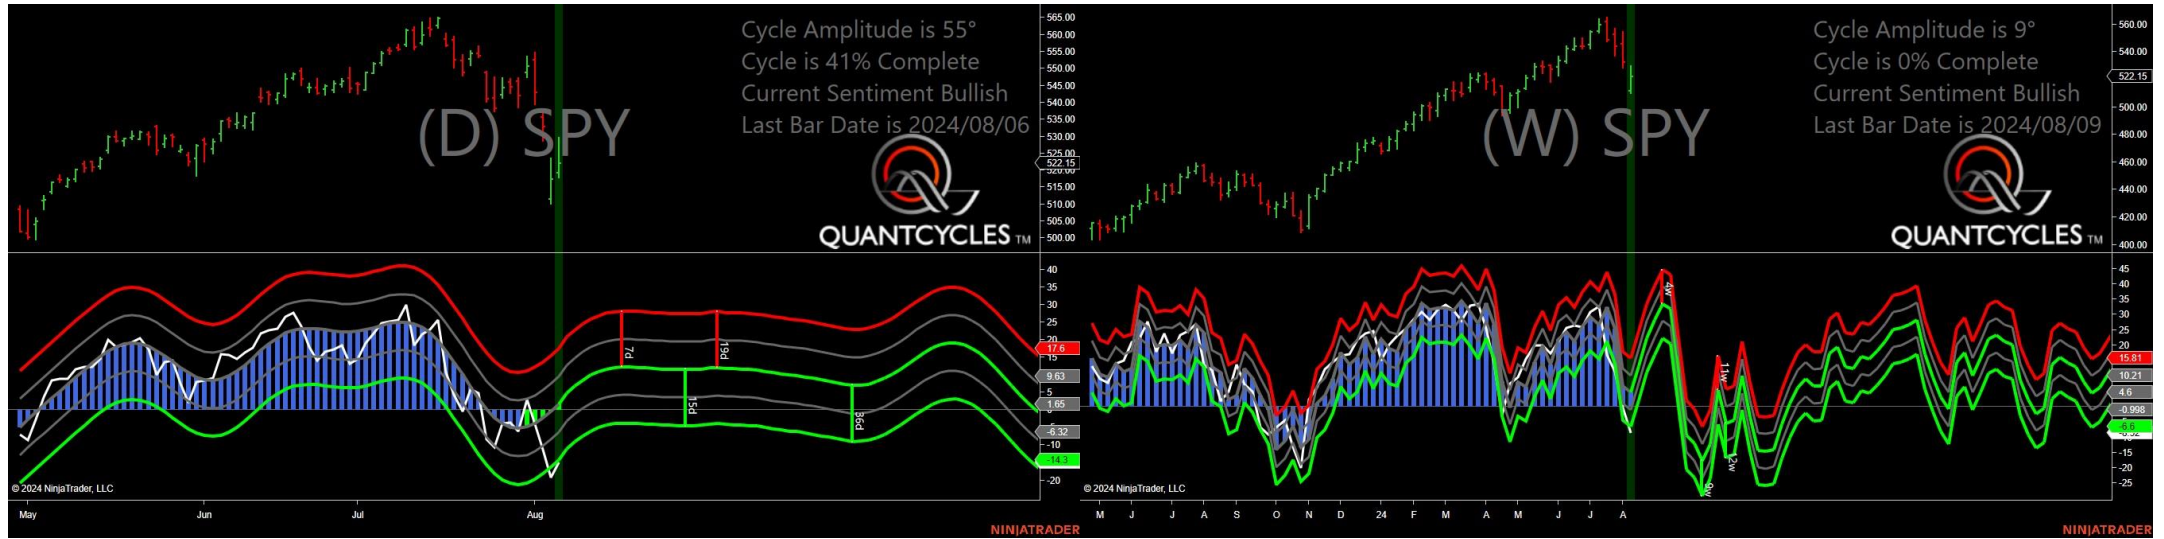 Cycle Amplitude is 55°
Cycle is 41% Complete
Current Sentiment Bullish
Last Bar Date is 2024/08/06
(D) SPY
QUANTCYCLES TM
565.00
560.00
555.00
550.00
545.00
540.00
535.00
530.00
525.00
522.15
520.00
515.00
510.00
505.00
500.00
40
35
30
25
20
17.6
15
9.63
5
1.65
-6.32
-10
-14.3
-20
7d
19d
15d
36d
© 2024 NinjaTrader, LLC
May
Jun
Jul
Aug
NINJATRADER
Cycle Amplitude is 9°
Cycle is 0% Complete
Current Sentiment Bullish
Last Bar Date is 2024/08/09
(W) SPY
QUANTCYCLES TM
560.00
540.00
522.15
500.00
480.00
460.00
440.00
420.00
400.00
45
40
35
30
25
20
15.81
10.21
4.6
-0.998
-6.6
-15
-20
-25
4w
11w
12w
9w
© 2024 NinjaTrader, LLC
M
J
J
A
S
O
N
D
24
F
M
A
M
J
J
A
NINJATRADER